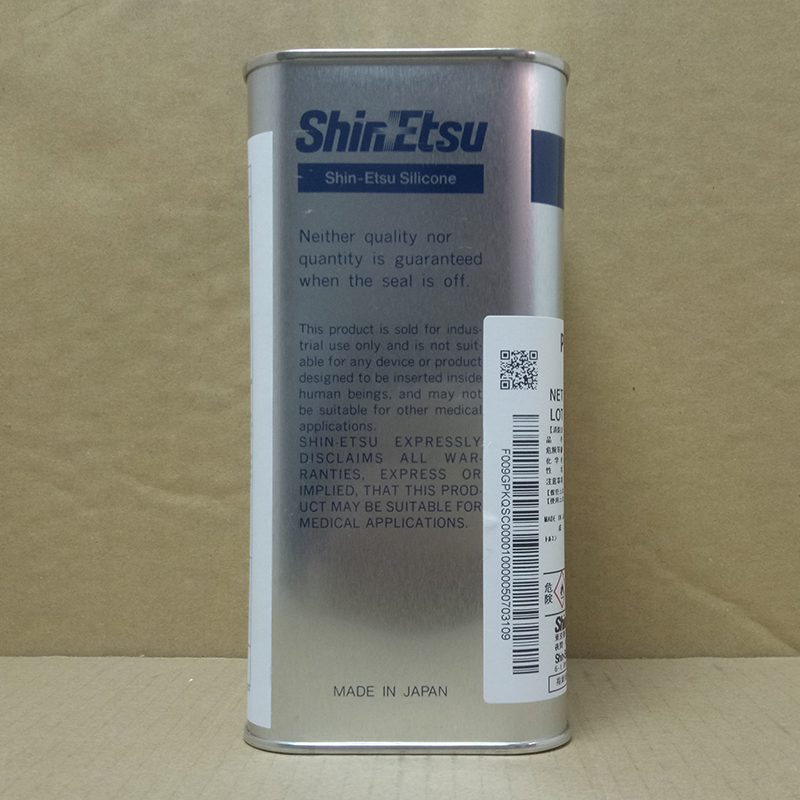 Shin-Etsu
Shin-Etsu Silicone
Neither quality nor
quantity is guaranteed
when the seal is off.
This product is sold for indus-
trial use only and is not suit-
able for any device or product
designed to be inserted inside
human beings, and may not
be suitable for other medical
applications.
SHIN-ETSU EXPRESSLY
DISCLAIMS ALL WAR-
RANTIES, EXPRESS OR
IMPLIED, THAT THIS PROD-
UCT MAY BE SUITABLE FOR
MEDICAL APPLICATIONS.
MADE IN JAPAN
F009GPKQSC0000100000050703109
P
NET
LOT
危険